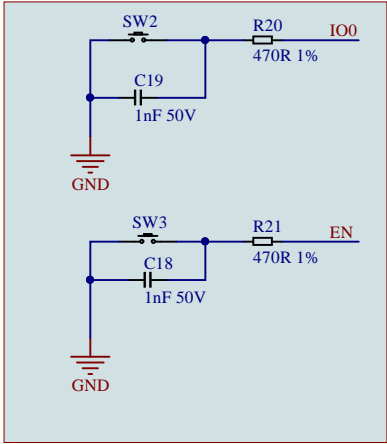 SW2
R20
IO0
470R 1%
C19
1nF 50V
GND
SW3
R21
EN
470R 1%
C18
1nF 50V
GND